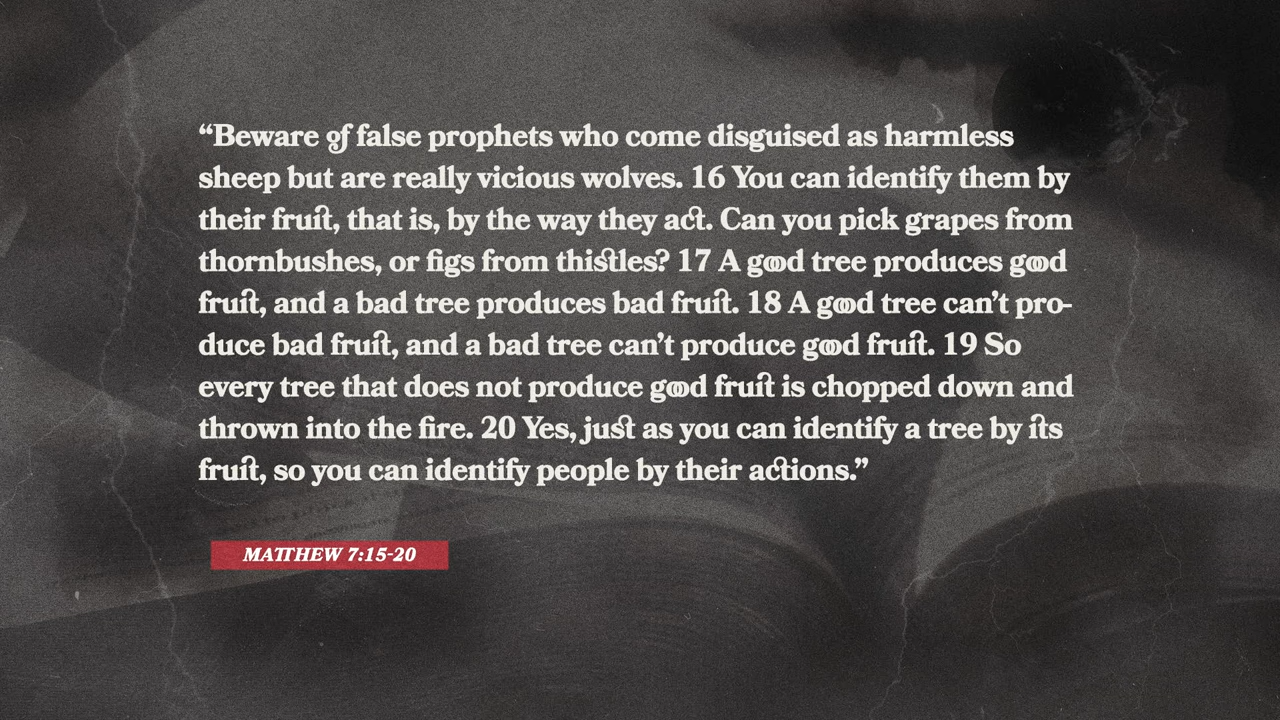 “Beware of false prophets who come disguised as harmless
sheep but are really vicious wolves. 16 You can identify them by
their fruit, that is, by the way they act. Can you pick grapes from
thornbushes, or figs from thistles? 17 A good tree produces good
fruit, and a bad tree produces bad fruit. 18 A good tree can’t pro-
duce bad fruit, and a bad tree can’t produce good fruit. 19 So
every tree that does not produce good fruit is chopped down and
thrown into the fire. 20 Yes, just as you can identify a tree by its
fruit, so you can identify people by their actions.”
MATTHEW 7:15-20